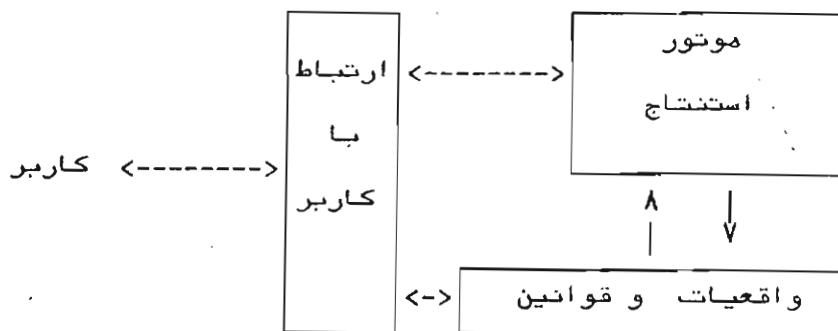 موتور
استنتاج
ارتباط
با
کاربر
کاربر
واقعیات و قوانین